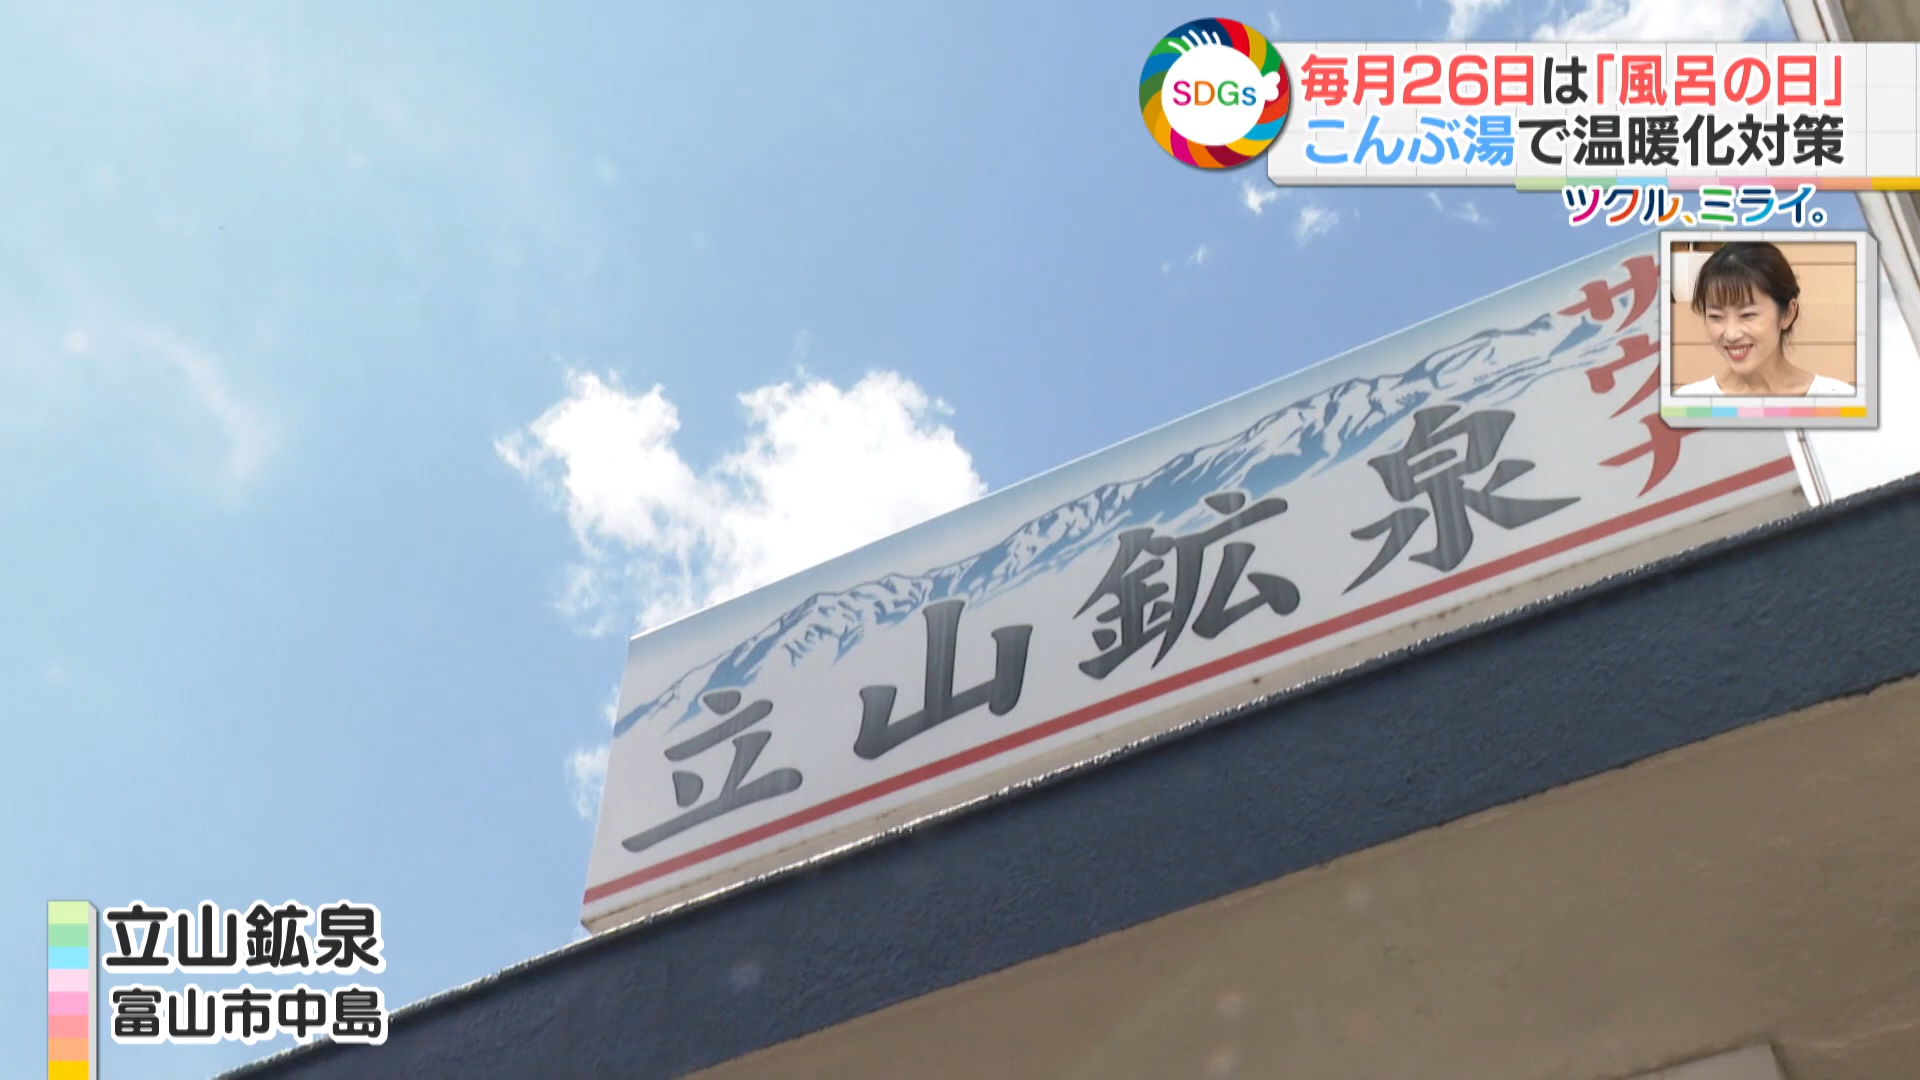 SDGs
毎月26日は「風呂の日」
こんぶ湯で温暖化対策
ツクル、ミライ。
サウナ
立山鉱泉
立山鉱泉
富山市中島